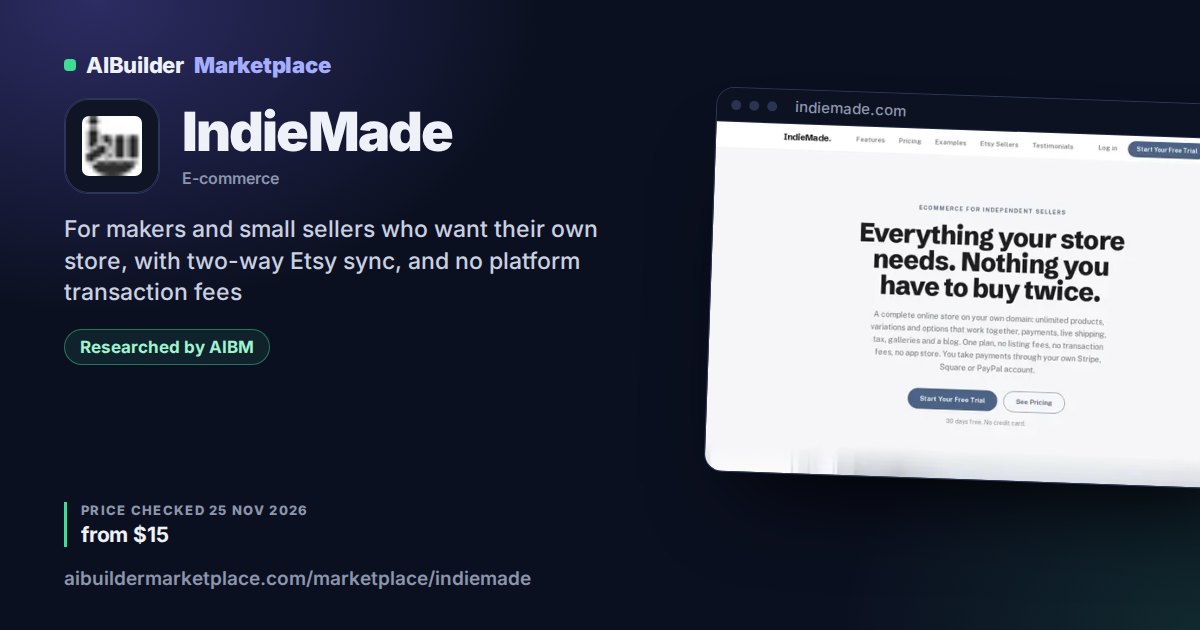 AIBuilder Marketplace
IndieMade
E-commerce
For makers and small sellers who want their own
store, with two-way Etsy sync, and no platform
transaction fees
Researched by AIBM
PRICE CHECKED 25 NOV 2026
from $15
aibuildermarketplace.com/marketplace/indiemade
indiemade.com
IndieMade. Features Pricing Examples Etsy Sellers Testimonials Log in Start Your Free Trial
ECOMMERCE FOR INDEPENDENT SELLERS
Everything your store
needs. Nothing you
have to buy twice.
A complete online store on your own domain: unlimited products,
variations and options that work together, payments, live shipping,
tax, galleries and a blog. One plan, no listing fees, no transaction
fees, no app store. You take payments through your own Stripe,
Square or PayPal account.
Start Your Free Trial See Pricing
30 days free. No credit card.